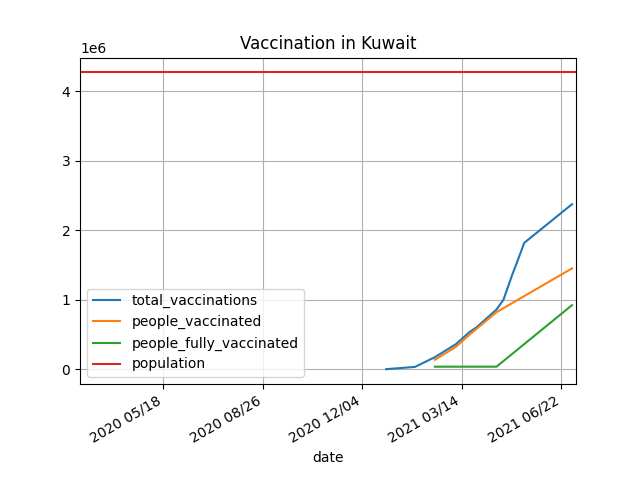 Vaccination in Kuwait
1e6
4
3
2
1
0
total_vaccinations
people_vaccinated
people_fully_vaccinated
population
2020 05/18
2020 08/26
2020 12/04
2021 03/14
2021 06/22
date